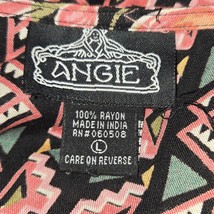 ANGIE
100% RAYON
MADE IN INDIA
RN#060508
L
CARE ON REVERSE